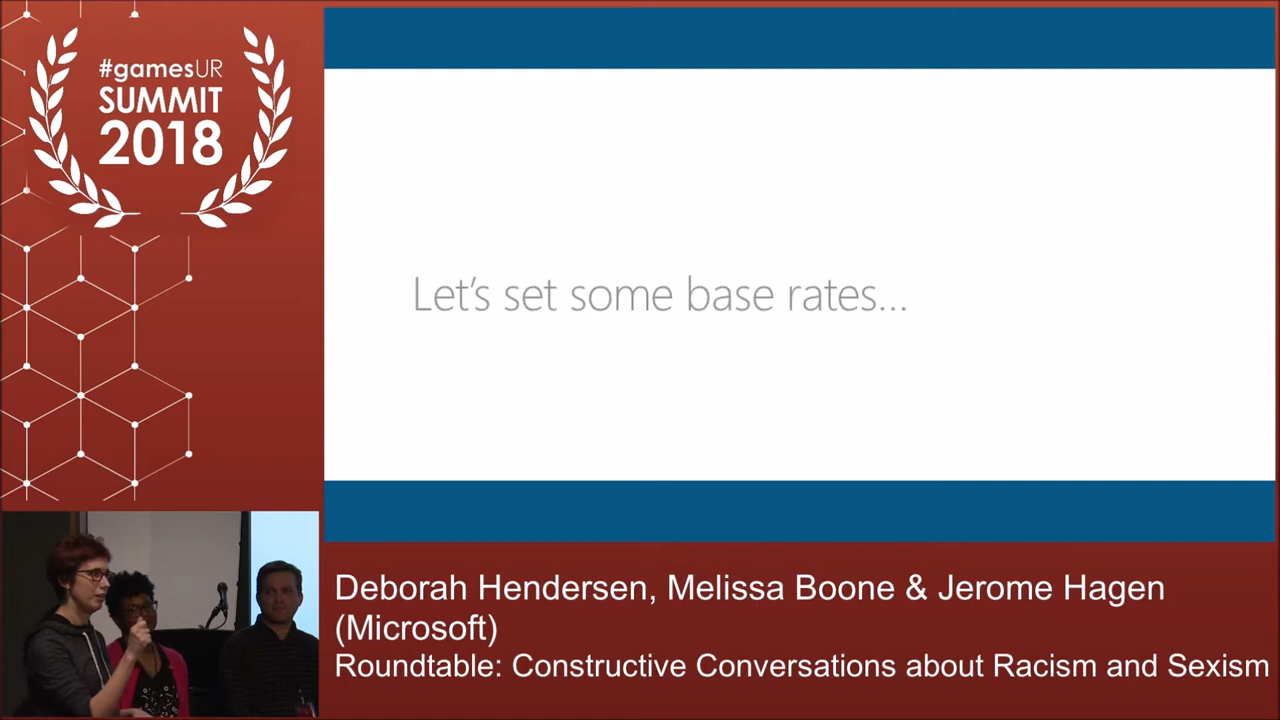 #gamesUR
SUMMIT
2018
Let's set some base rates...
Deborah Hendersen, Melissa Boone & Jerome Hagen
(Microsoft)
Roundtable: Constructive Conversations about Racism and Sexism